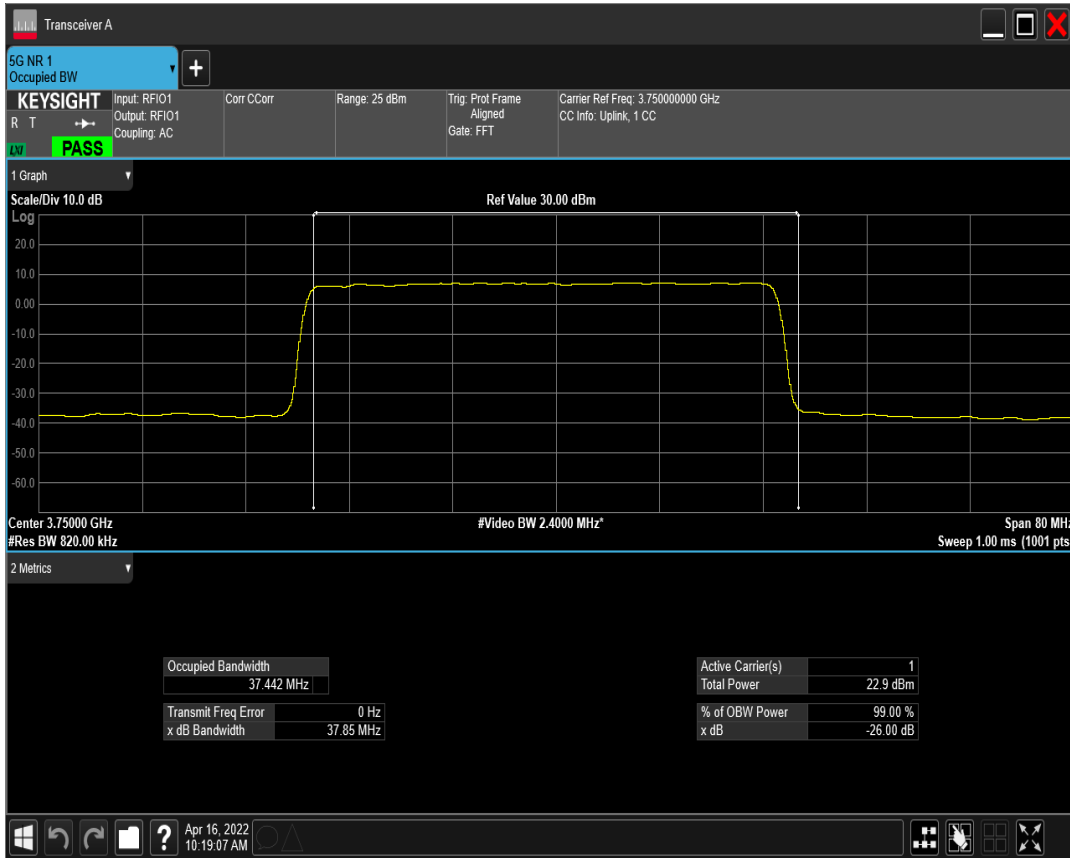 Transceiver A
5G NR 1
Occupied BW
KEYSIGHT
R T
LXI
PASS
Input: RFIO1
Output: RFIO1
Coupling: AC
Corr CCorr
Range: 25 dBm
Trig: Prot Frame
Aligned
Gate: FFT
Carrier Ref Freq: 3.750000000 GHz
CC Info: Uplink, 1 CC
1 Graph
Scale/Div 10.0 dB
Ref Value 30.00 dBm
Log
20.0
10.0
0.00
-10.0
-20.0
-30.0
-40.0
-50.0
-60.0
Center 3.75000 GHz
#Video BW 2.4000 MHz*
Span 80 MHz
#Res BW 820.00 kHz
Sweep 1.00 ms (1001 pts
2 Metrics
Occupied Bandwidth
37.442 MHz
Transmit Freq Error 0 Hz
x dB Bandwidth 37.85 MHz
Active Carrier(s) 1
Total Power 22.9 dBm
% of OBW Power 99.00 %
x dB -26.00 dB
?
Apr 16, 2022
10:19:07 AM